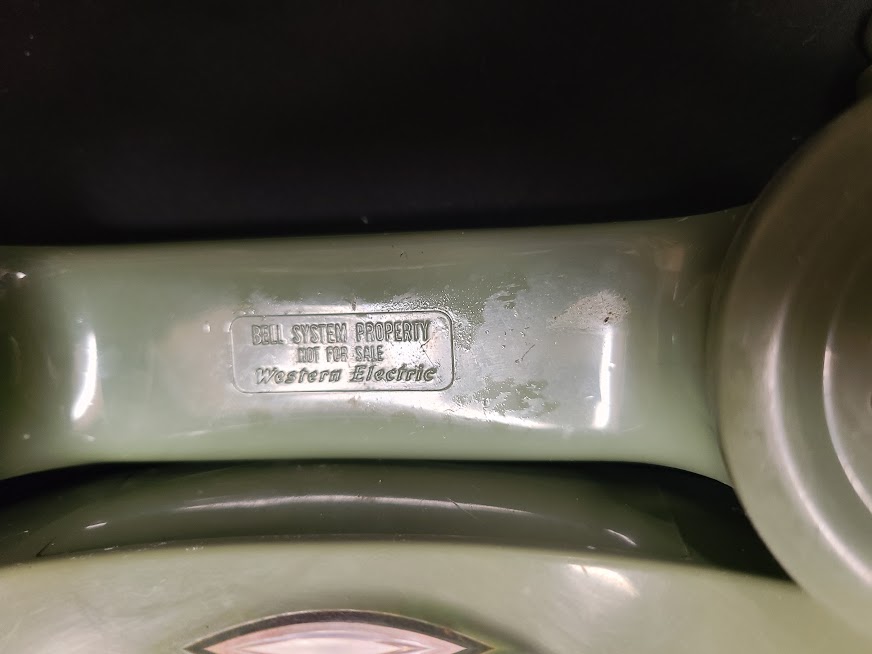 BELL SYSTEM PROPERTY
NOT FOR SALE
Western Electric